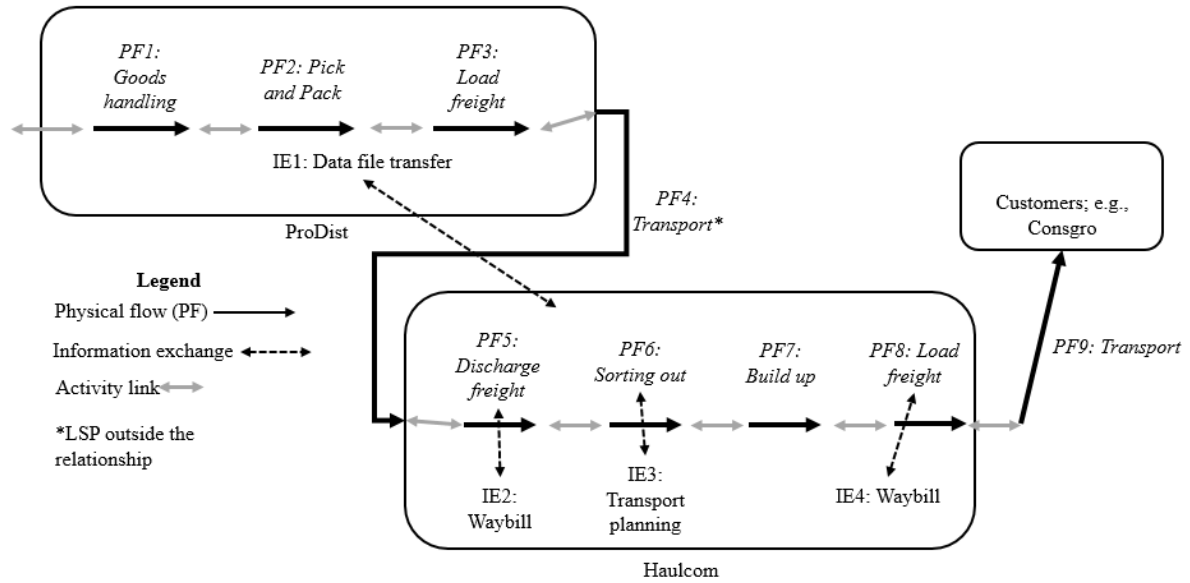 PF1:
Goods
handling
PF2: Pick
and Pack
PF3:
Load
freight
IE1: Data file transfer
ProDist
PF4:
Transport*
Customers; e.g.,
Consgro
Legend
Physical flow (PF)
Information exchange
Activity link
*LSP outside the
relationship
PF5:
Discharge
freight
PF6:
Sorting out
PF7:
Build up
PF8: Load
freight
PF9: Transport
IE2:
Waybill
IE3:
Transport
planning
IE4: Waybill
Haulcom